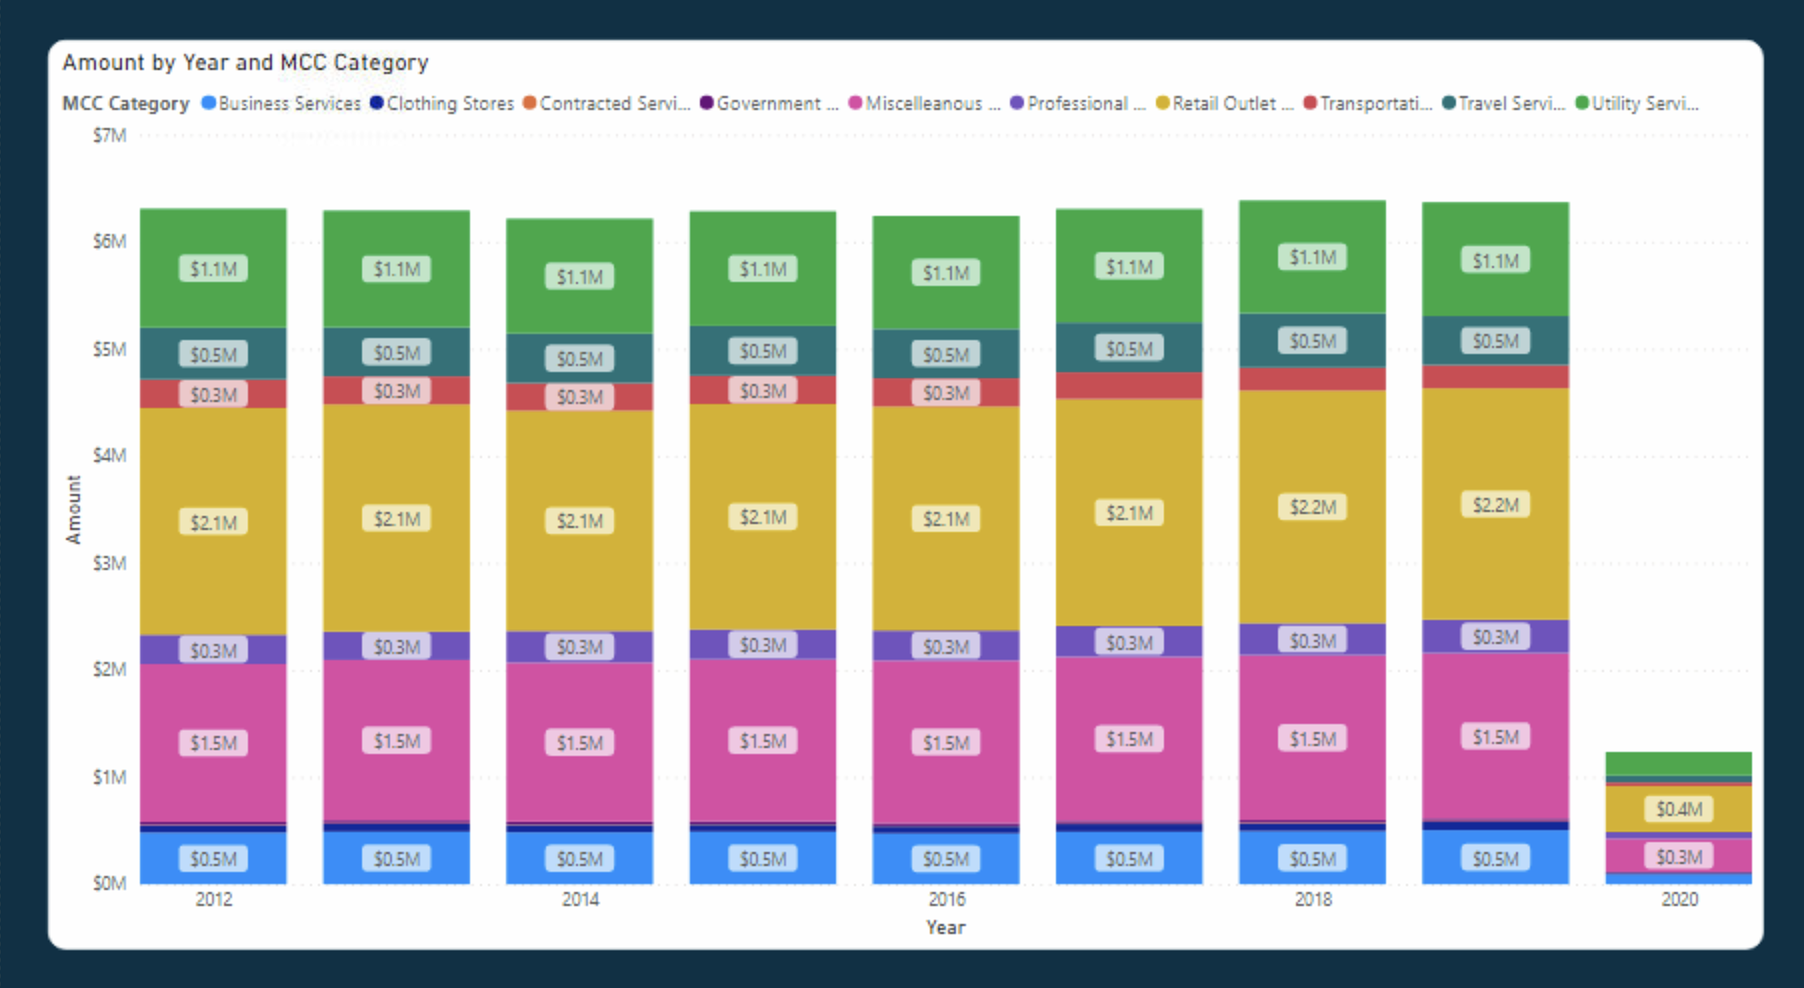 Amount by Year and MCC Category
MCC Category Business Services Clothing Stores Contracted Servi... Government ... Miscelleanous ... Professional ... Retail Outlet ... Transportati... Travel Servi... Utility Servi...
$7M
$6M
$5M
$4M
$3M
$2M
$1M
$0M
Amount
$1.1M $1.1M $1.1M $1.1M $1.1M $1.1M $1.1M $1.1M
$0.5M $0.5M $0.5M $0.5M $0.5M $0.5M $0.5M $0.5M
$0.3M $0.3M $0.3M $0.3M $0.3M
$2.1M $2.1M $2.1M $2.1M $2.1M $2.1M $2.2M $2.2M
$0.3M $0.3M $0.3M $0.3M $0.3M $0.3M $0.3M $0.3M
$1.5M $1.5M $1.5M $1.5M $1.5M $1.5M $1.5M $1.5M $0.4M
$0.5M $0.5M $0.5M $0.5M $0.5M $0.5M $0.5M $0.5M $0.3M
2012 2014 2016 2018 2020
Year